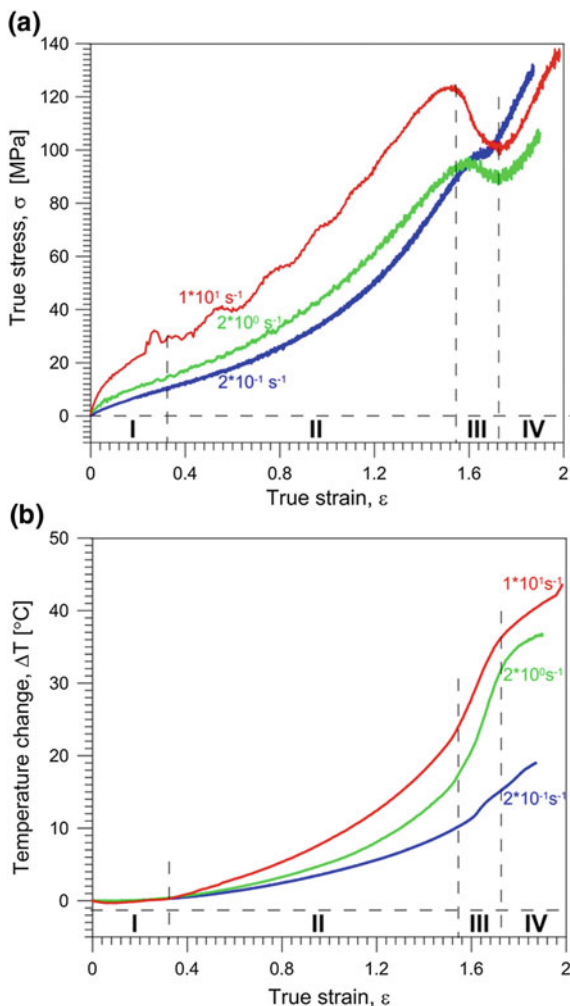 (a)
140
120
100
80
60
40
20
0
True stress, σ [MPa]
1*10¹ s⁻¹
2*10⁰ s⁻¹
2*10⁻¹ s⁻¹
I II III IV
0 0.4 0.8 1.2 1.6 2
True strain, ε
(b)
50
40
30
20
10
0
Temperature change, ΔT [°C]
1*10¹s⁻¹
2*10⁰s⁻¹
2*10⁻¹s⁻¹
I II III IV
0 0.4 0.8 1.2 1.6 2
True strain, ε